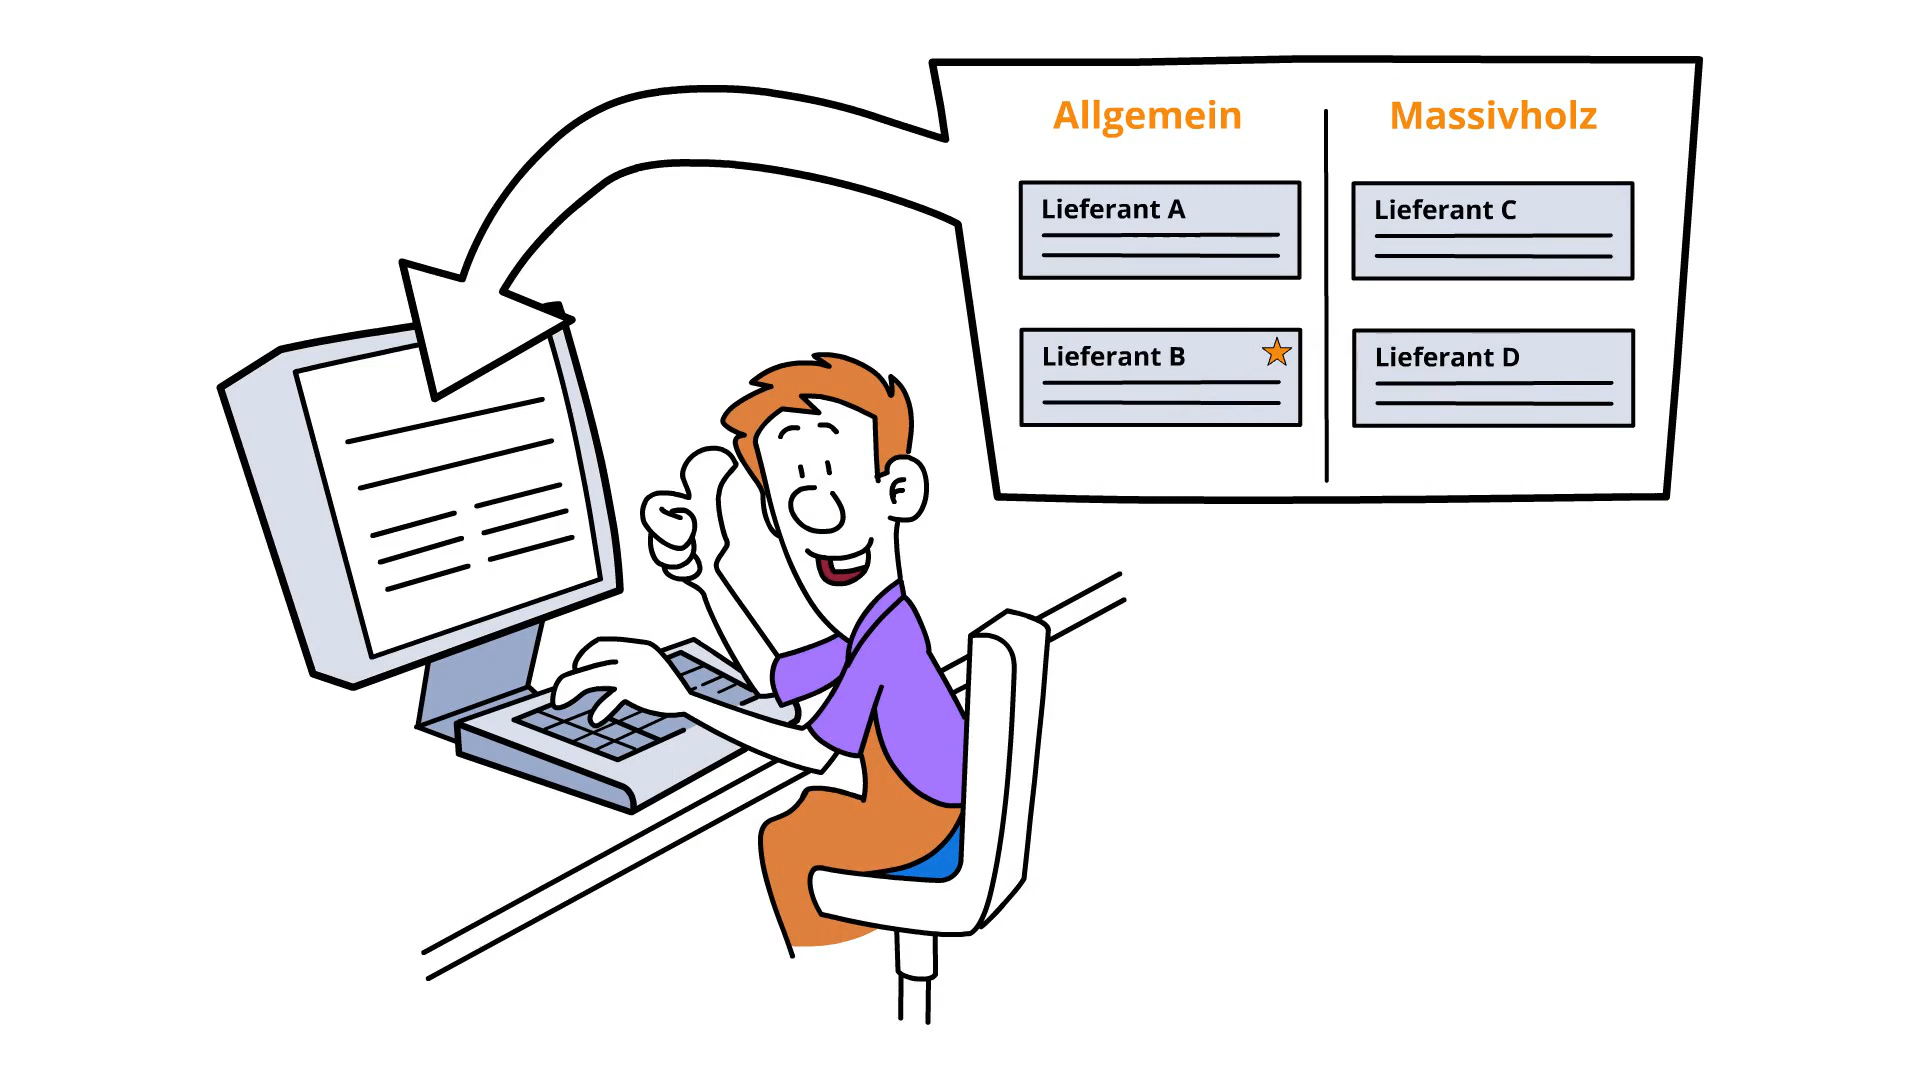 Allgemein
Lieferant A
Lieferant B
Massivholz
Lieferant C
Lieferant D